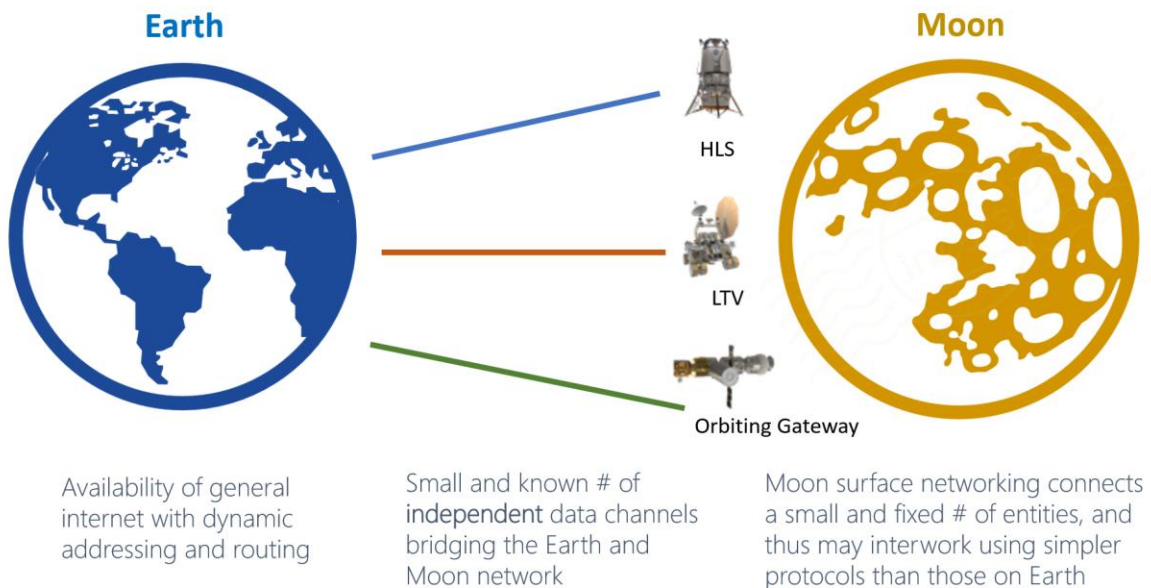 Earth
Moon
HLS
LTV
Orbiting Gateway
Availability of general
internet with dynamic
addressing and routing
Small and known # of
independent data channels
bridging the Earth and
Moon network
Moon surface networking connects
a small and fixed # of entities, and
thus may interwork using simpler
protocols than those on Earth